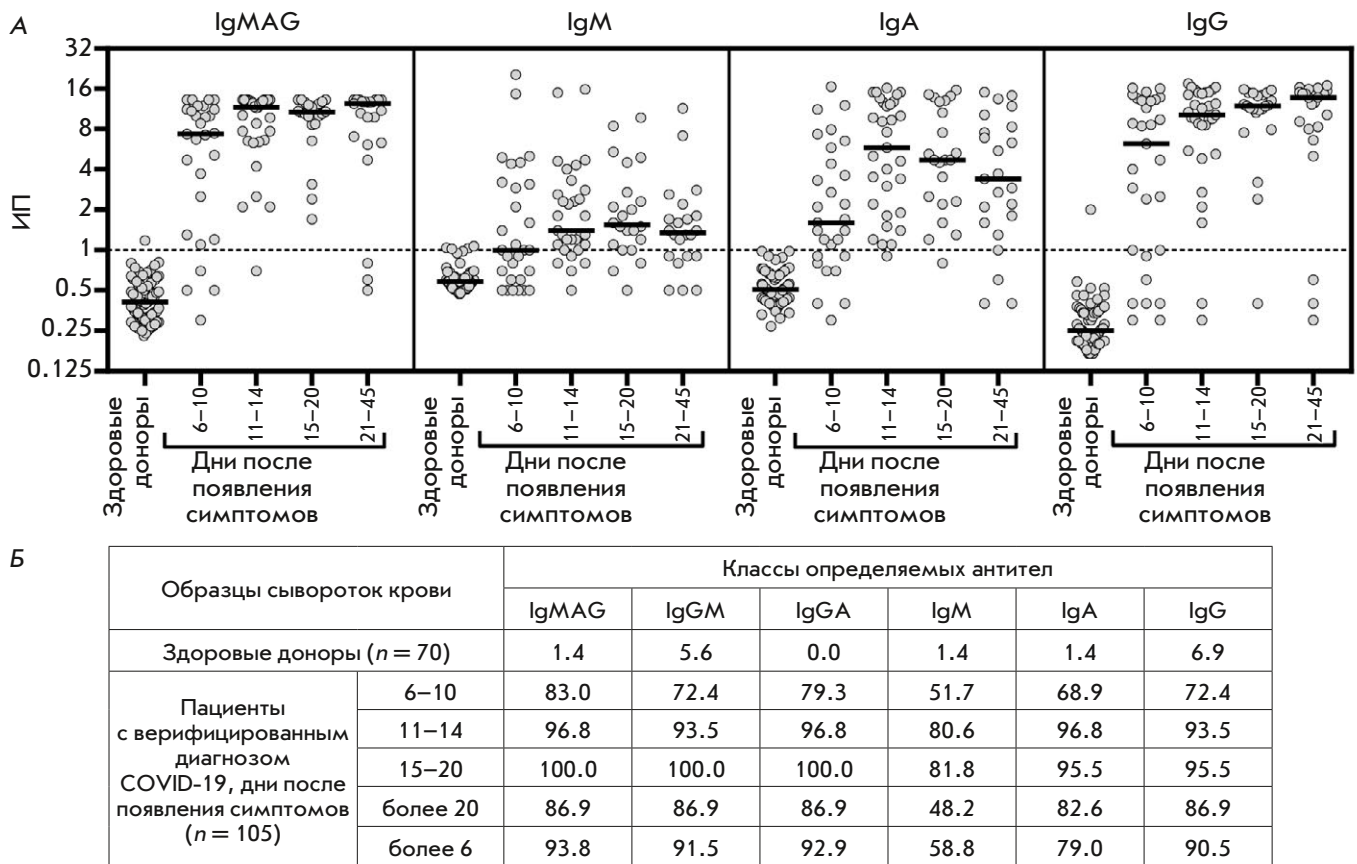 А
IgMAG
IgM
IgA
IgG
ИП
32
16
8
4
2
1
0.5
0.25
0.125
Здоровые
доноры
6–10
11–14
15–20
21–45
Дни после
появления
симптомов
Здоровые
доноры
6–10
11–14
15–20
21–45
Дни после
появления
симптомов
Здоровые
доноры
6–10
11–14
15–20
21–45
Дни после
появления
симптомов
Здоровые
доноры
6–10
11–14
15–20
21–45
Дни после
появления
симптомов
Б
Образцы сывороток крови
Классы определяемых антител
IgMAG IgGM IgGA IgM IgA IgG
Здоровые доноры (n = 70) 1.4 5.6 0.0 1.4 1.4 6.9
Пациенты
с верифицированным
диагнозом
COVID-19, дни после
появления симптомов
(n = 105)
6–10 83.0 72.4 79.3 51.7 68.9 72.4
11–14 96.8 93.5 96.8 80.6 96.8 93.5
15–20 100.0 100.0 100.0 81.8 95.5 95.5
более 20 86.9 86.9 86.9 48.2 82.6 86.9
более 6 93.8 91.5 92.9 58.8 79.0 90.5